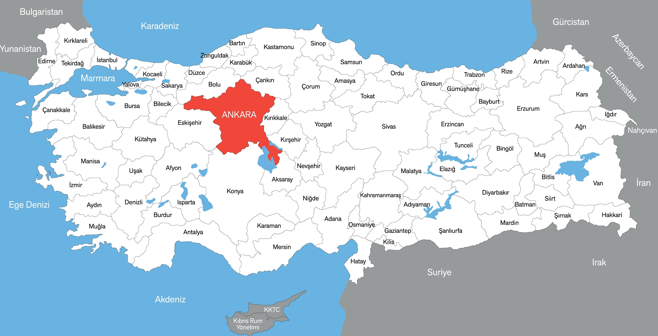 Bulgaristan
Karadeniz
Gürcistan
Azerbaycan
Ermenistan
Nahçıvan
İran
Irak
Suriye
Akdeniz
KKTC
Kıbrıs Rum
Yönetimi
Ege Denizi
Yunanistan
Marmara
Kırklareli
Edirne
Tekirdağ
İstanbul
Kocaeli
Yalova
Sakarya
Düzce
Zonguldak
Bartın
Karabük
Kastamonu
Sinop
Samsun
Ordu
Giresun
Trabzon
Rize
Artvin
Ardahan
Kars
Iğdır
Ağrı
Erzurum
Bayburt
Gümüşhane
Tokat
Amasya
Çorum
Çankırı
Bolu
Bilecik
Bursa
Çanakkale
Balıkesir
Kütahya
Eskişehir
ANKARA
Kırıkkale
Kırşehir
Yozgat
Sivas
Erzincan
Tunceli
Bingöl
Muş
Bitlis
Van
Elazığ
Malatya
Kayseri
Nevşehir
Aksaray
Konya
Afyon
Uşak
Manisa
İzmir
Aydın
Denizli
Isparta
Burdur
Muğla
Antalya
Karaman
Mersin
Niğde
Adana
Kahramanmaraş
Osmaniye
Hatay
Kilis
Gaziantep
Adıyaman
Şanlıurfa
Diyarbakır
Mardin
Batman
Siirt
Şırnak
Hakkari